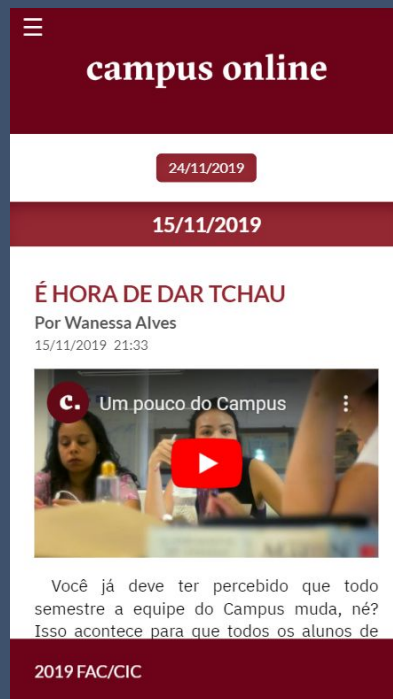 campus online
24/11/2019
15/11/2019
É HORA DE DAR TCHAU
Por Wanessa Alves
15/11/2019 21:33
c. Um pouco do Campus
Você já deve ter percebido que todo
semestre a equipe do Campus muda, né?
Isso acontece para que todos os alunos de
2019 FAC/CIC